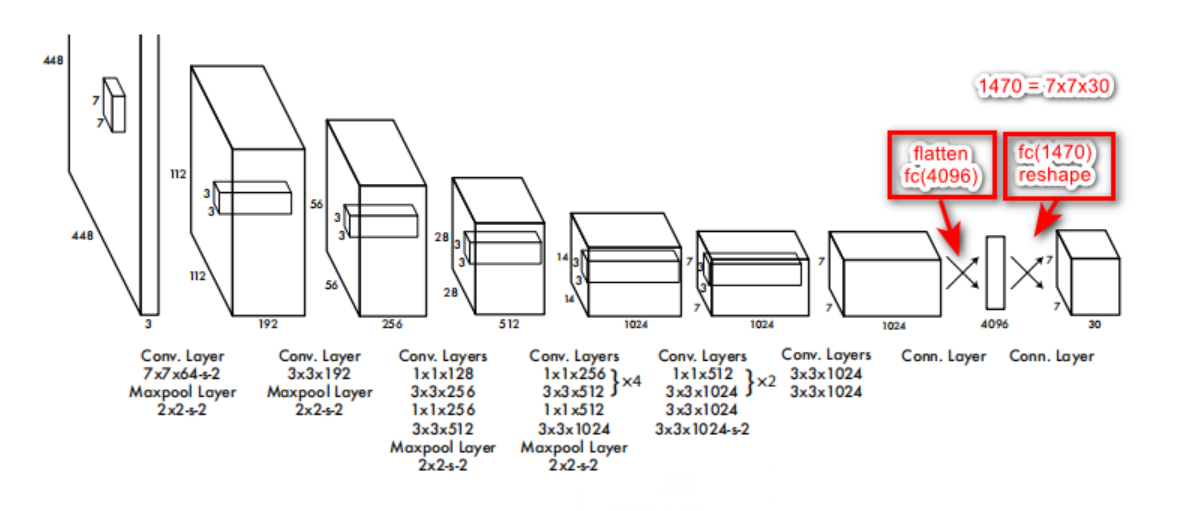 1470 = 7x7x30
flatten
fc(4096)
fc(1470)
reshape
448
448
7
7
3
112
112
3
3
192
56
56
3
3
256
28
28
3
3
512
14
14
3
3
1024
7
7
3
3
1024
7
7
1024
4096
7
7
30
Conv. Layer
7x7x64-s-2
Maxpool Layer
2x2-s-2
Conv. Layer
3x3x192
Maxpool Layer
2x2-s-2
Conv. Layers
1x1x128
3x3x256
1x1x256
3x3x512
Maxpool Layer
2x2-s-2
Conv. Layers
1x1x256
3x3x512
}×4
1x1x512
3x3x1024
Maxpool Layer
2x2-s-2
Conv. Layers
1x1x512
3x3x1024
}×2
3x3x1024
3x3x1024-s-2
Conv. Layers
3x3x1024
3x3x1024
Conn. Layer
Conn. Layer